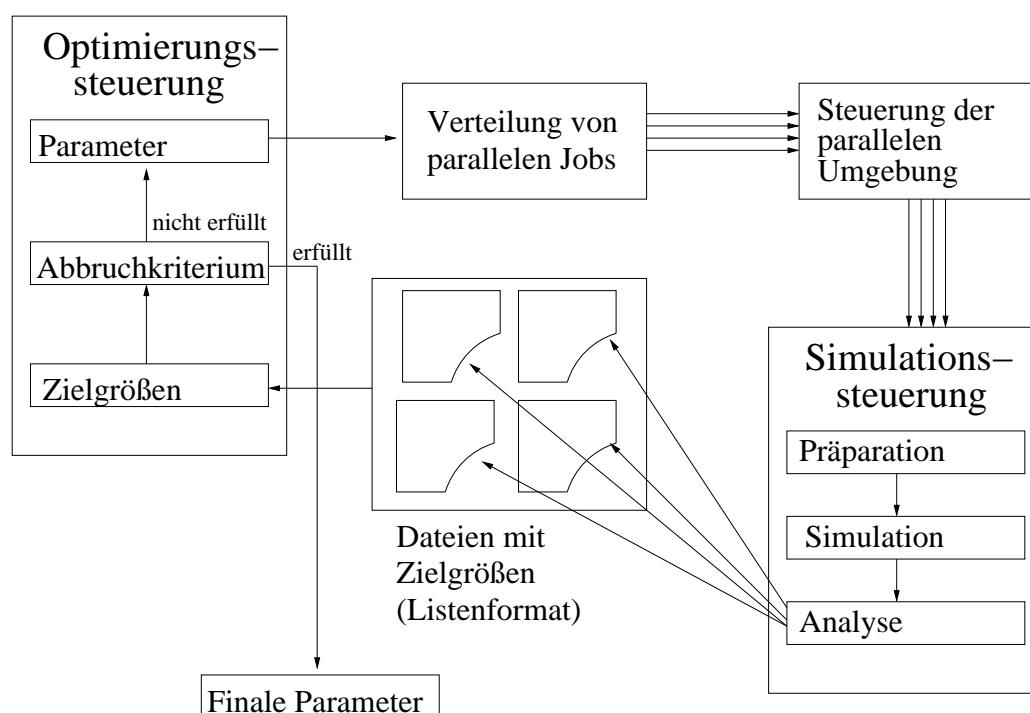 Optimierungs−
steuerung
Parameter
nicht erfüllt
Abbruchkriterium
erfüllt
Zielgrößen
Verteilung von
parallelen Jobs
Steuerung der
parallelen
Umgebung
Simulations−
steuerung
Präparation
Simulation
Analyse
Dateien mit
Zielgrößen
(Listenformat)
Finale Parameter